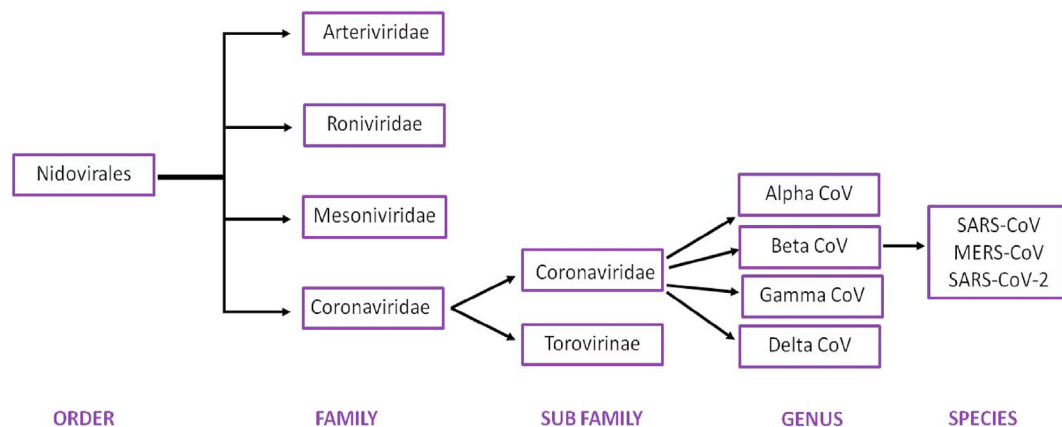 Arteriviridae
Roniviridae
Nidovirales
Mesoniviridae
Coronaviridae
Coronaviridae
Torovirinae
Alpha CoV
Beta CoV
Gamma CoV
Delta CoV
SARS-CoV
MERS-CoV
SARS-CoV-2
ORDER
FAMILY
SUB FAMILY
GENUS
SPECIES